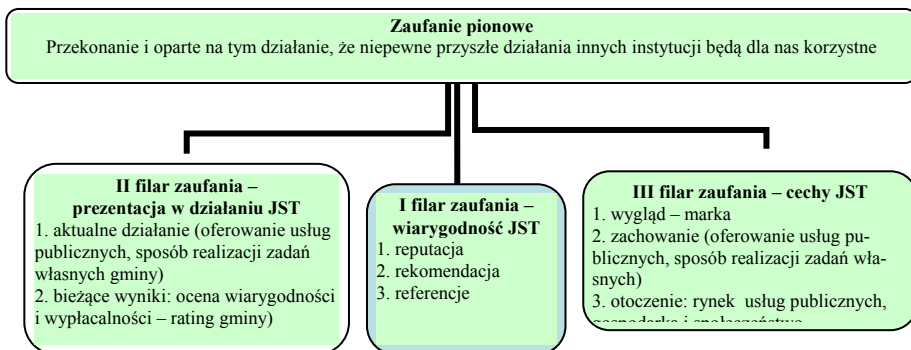 Zaufanie pionowe
Przekonanie i oparte na tym działanie, że niepewne przyszłe działania innych instytucji będą dla nas korzystne
II filar zaufania –
prezentacja w działaniu JST
1. aktualne działanie (oferowanie usług
publicznych, sposób realizacji zadań
własnych gminy)
2. bieżące wyniki: ocena wiarygodności
i wypłacalności – rating gminy)
I filar zaufania –
wiarygodność JST
1. reputacja
2. rekomendacja
3. referencje
III filar zaufania – cechy JST
1. wygląd – marka
2. zachowanie (oferowanie usług pu-
blicznych, sposób realizacji zadań wła-
snych)
3. otoczenie: rynek usług publicznych,
gospodarka i społeczeństwo